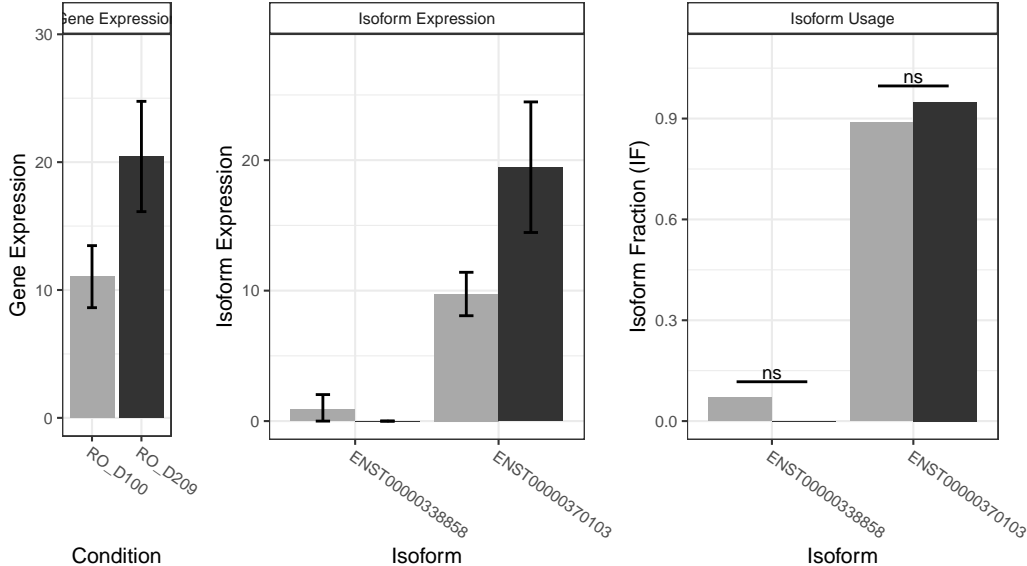 Gene Expression
Gene Expression
30
20
10
0
RO_D100
RO_D209
Condition
Isoform Expression
Isoform Expression
20
10
0
ENST00000338858
ENST00000370103
Isoform
Isoform Usage
Isoform Fraction (IF)
0.9
0.6
0.3
0.0
ns
ns
ENST00000338858
ENST00000370103
Isoform